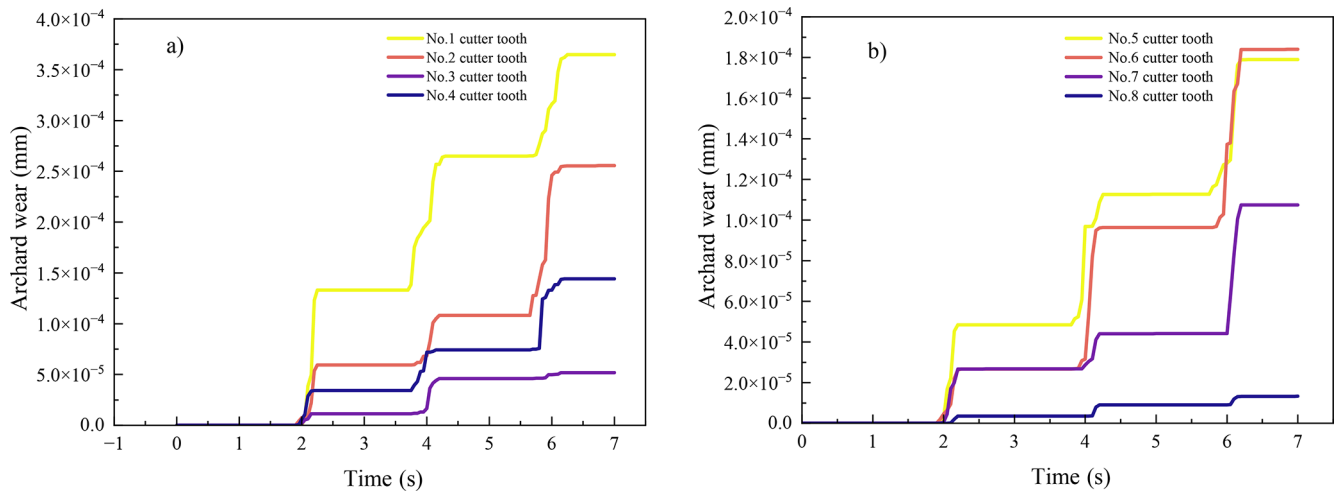 a)
No.1 cutter tooth
No.2 cutter tooth
No.3 cutter tooth
No.4 cutter tooth
Archard wear (mm)
4.0×10⁻⁴
3.5×10⁻⁴
3.0×10⁻⁴
2.5×10⁻⁴
2.0×10⁻⁴
1.5×10⁻⁴
1.0×10⁻⁴
5.0×10⁻⁵
0.0
−1 0 1 2 3 4 5 6 7
Time (s)
b)
No.5 cutter tooth
No.6 cutter tooth
No.7 cutter tooth
No.8 cutter tooth
Archard wear (mm)
2.0×10⁻⁴
1.8×10⁻⁴
1.6×10⁻⁴
1.4×10⁻⁴
1.2×10⁻⁴
1.0×10⁻⁴
8.0×10⁻⁵
6.0×10⁻⁵
4.0×10⁻⁵
2.0×10⁻⁵
0.0
0 1 2 3 4 5 6 7
Time (s)